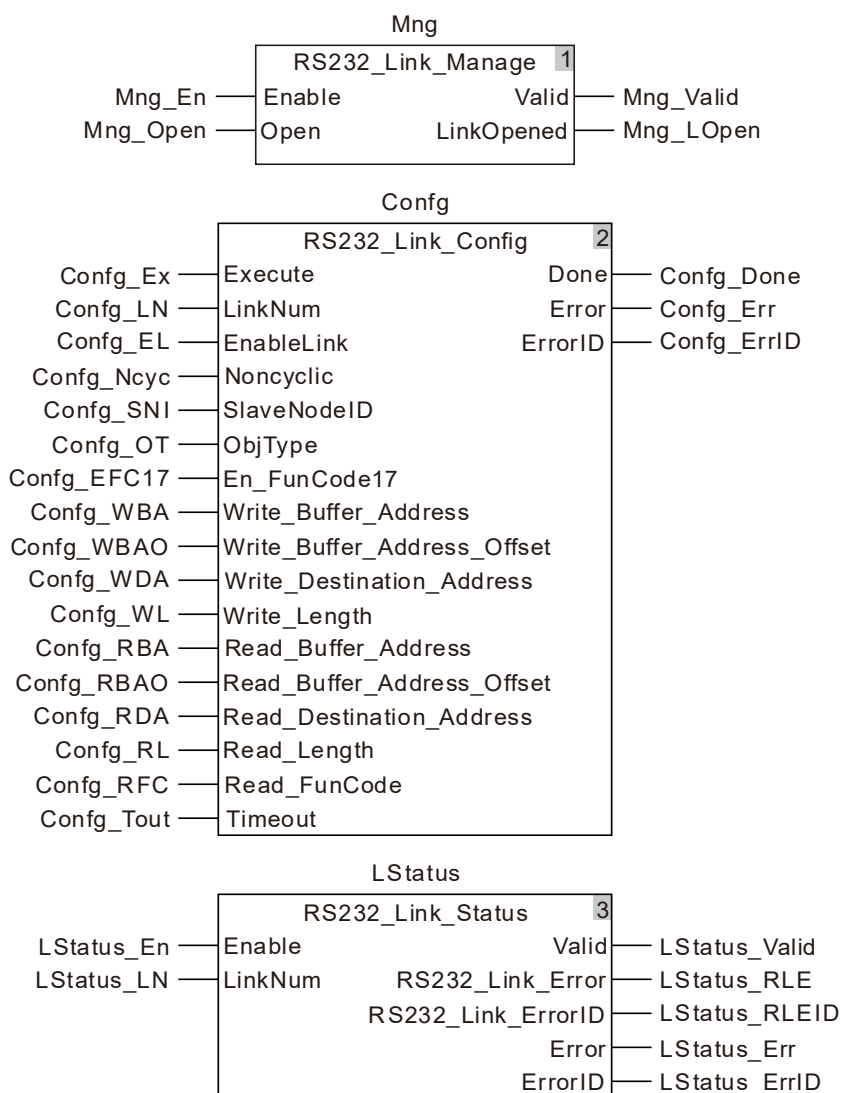 Mng
RS232_Link_Manage 1
Mng_En Enable Valid Mng_Valid
Mng_Open Open LinkOpened Mng_LOpen
Confg
RS232_Link_Config 2
Confg_Ex Execute Done Confg_Done
Confg_LN LinkNum Error Confg_Err
Confg_EL EnableLink ErrorID Confg_ErrID
Confg_Ncyc Noncyclic
Confg_SNI SlaveNodeID
Confg_OT ObjType
Confg_EFC17 En_FunCode17
Confg_WBA Write_Buffer_Address
Confg_WBAO Write_Buffer_Address_Offset
Confg_WDA Write_Destination_Address
Confg_WL Write_Length
Confg_RBA Read_Buffer_Address
Confg_RBAO Read_Buffer_Address_Offset
Confg_RDA Read_Destination_Address
Confg_RL Read_Length
Confg_RFC Read_FunCode
Confg_Tout Timeout
LStatus
RS232_Link_Status 3
LStatus_En Enable Valid LStatus_Valid
LStatus_LN LinkNum RS232_Link_Error LStatus_RLE
RS232_Link_ErrorID LStatus_RLEID
Error LStatus_Err
ErrorID LStatus_ErrID